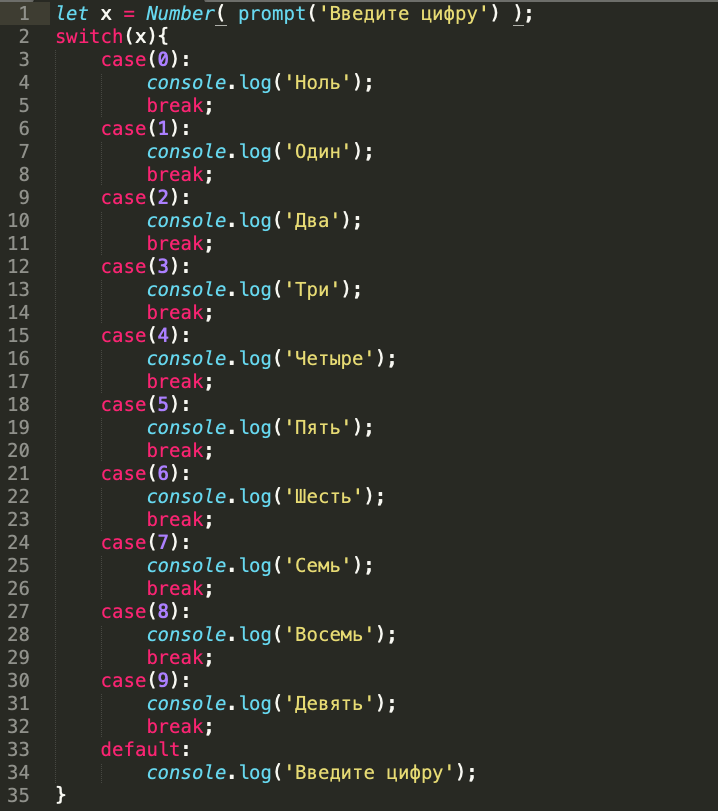 1 let x = Number( prompt('Введите цифру') );
2 switch(x){
3 case(0):
4 console.log('Ноль');
5 break;
6 case(1):
7 console.log('Один');
8 break;
9 case(2):
10 console.log('Два');
11 break;
12 case(3):
13 console.log('Три');
14 break;
15 case(4):
16 console.log('Четыре');
17 break;
18 case(5):
19 console.log('Пять');
20 break;
21 case(6):
22 console.log('Шесть');
23 break;
24 case(7):
25 console.log('Семь');
26 break;
27 case(8):
28 console.log('Восемь');
29 break;
30 case(9):
31 console.log('Девять');
32 break;
33 default:
34 console.log('Введите цифру');
35 }